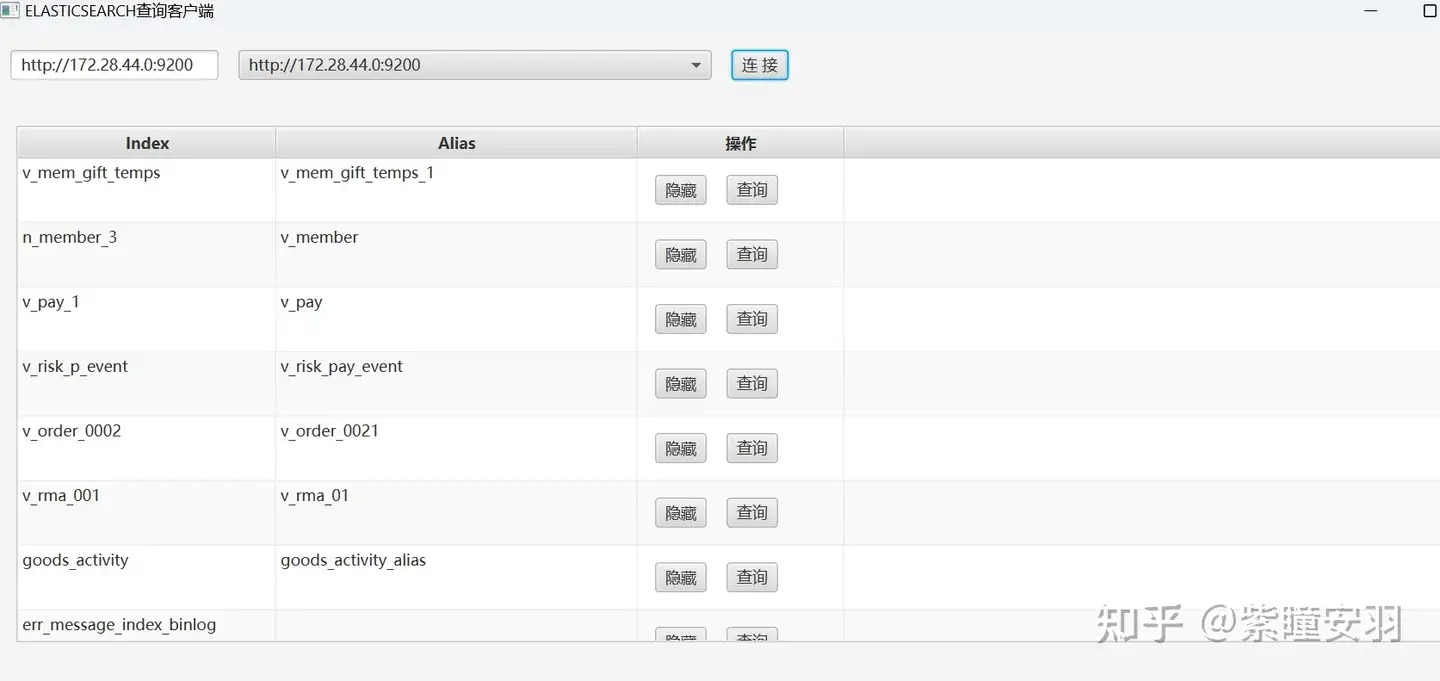 ELASTICSEARCH查询客户端
http://172.28.44.0:9200 http://172.28.44.0:9200 连 接
Index Alias 操作
v_mem_gift_temps v_mem_gift_temps_1 隐藏 查询
n_member_3 v_member 隐藏 查询
v_pay_1 v_pay 隐藏 查询
v_risk_p_event v_risk_pay_event 隐藏 查询
v_order_0002 v_order_0021 隐藏 查询
v_rma_001 v_rma_01 隐藏 查询
goods_activity goods_activity_alias 隐藏 查询
err_message_index_binlog 隐藏 查询
知乎 @紫瞳安羽